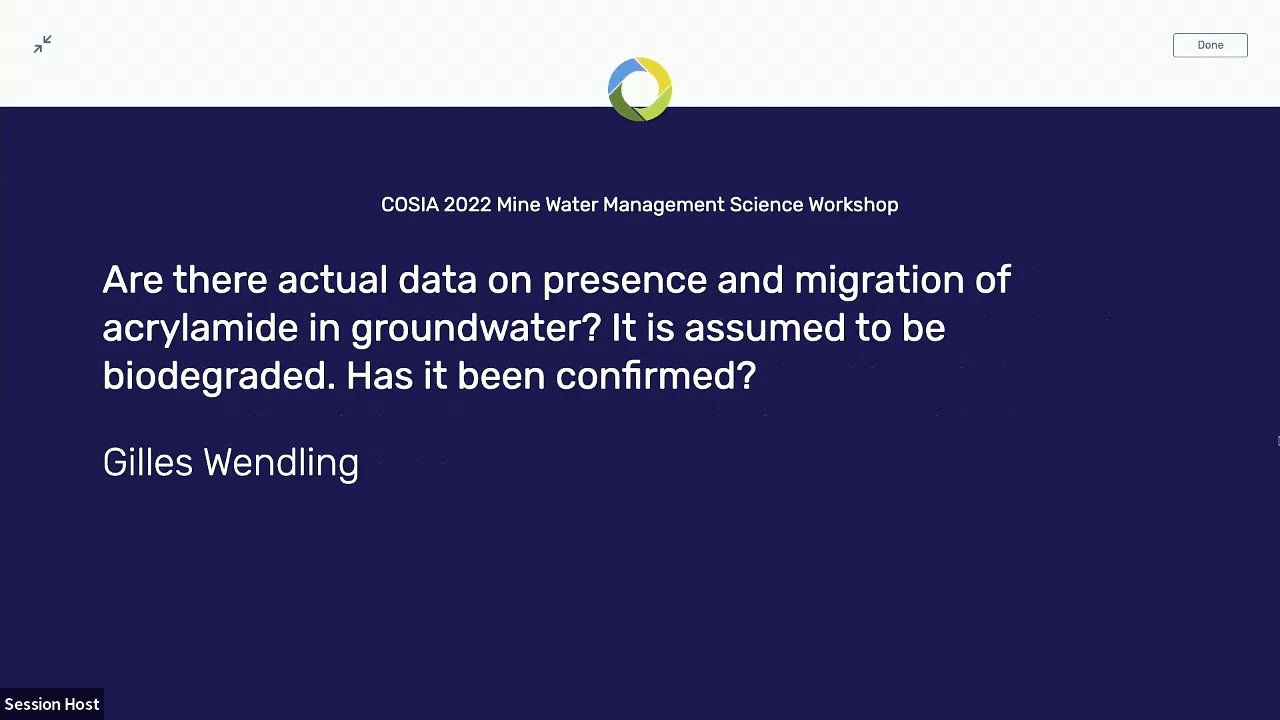 Done
COSIA 2022 Mine Water Management Science Workshop
Are there actual data on presence and migration of
acrylamide in groundwater? It is assumed to be
biodegraded. Has it been confirmed?
Gilles Wendling
Session Host